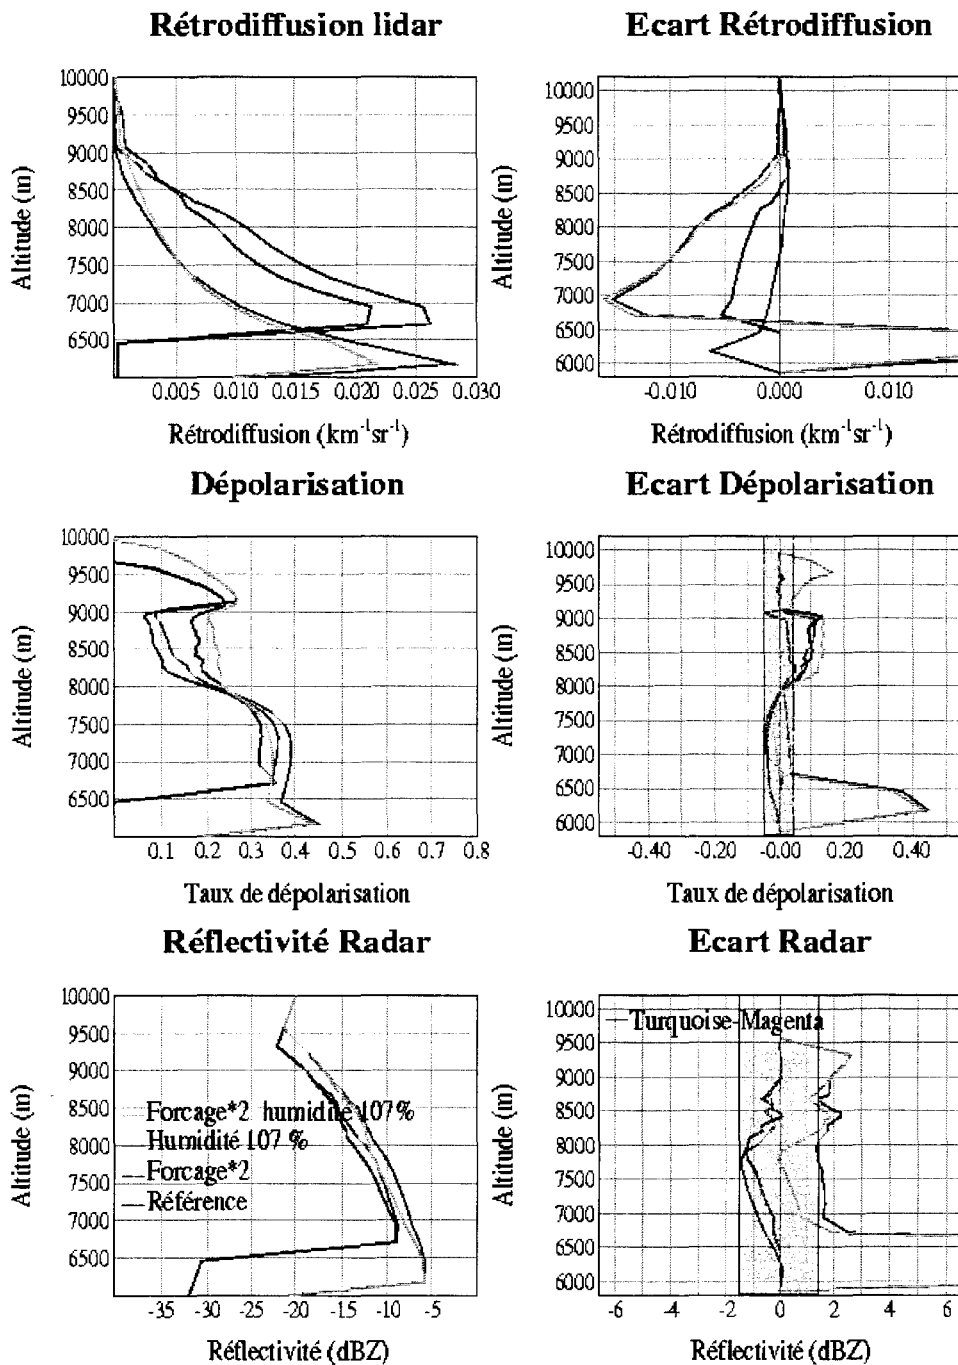 Rétrodiffusion lidar
Ecart Rétrodiffusion
Altitude (m)
10000
9500
9000
8500
8000
7500
7000
6500
0.005 0.010 0.015 0.020 0.025 0.030
Rétrodiffusion (km⁻¹sr⁻¹)
Altitude (m)
10000
9500
9000
8500
8000
7500
7000
6500
6000
-0.010 0.000 0.010
Rétrodiffusion (km⁻¹sr⁻¹)
Dépolarisation
Ecart Dépolarisation
Altitude (m)
10000
9500
9000
8500
8000
7500
7000
6500
0.1 0.2 0.3 0.4 0.5 0.6 0.7 0.8
Taux de dépolarisation
Altitude (m)
10000
9500
9000
8500
8000
7500
7000
6500
6000
-0.40 -0.20 -0.00 0.20 0.40
Taux de dépolarisation
Réflectivité Radar
Ecart Radar
Altitude (m)
10000
9500
9000
8500
8000
7500
7000
6500
Forcage*2 humidité 107%
Humidité 107 %
Forcage*2
Référence
-35 -30 -25 -20 -15 -10 -5
Réflectivité (dBZ)
Altitude (m)
10000
9500
9000
8500
8000
7500
7000
6500
6000
Turquoise-Magenta
-6 -4 -2 0 2 4 6
Réflectivité (dBZ)